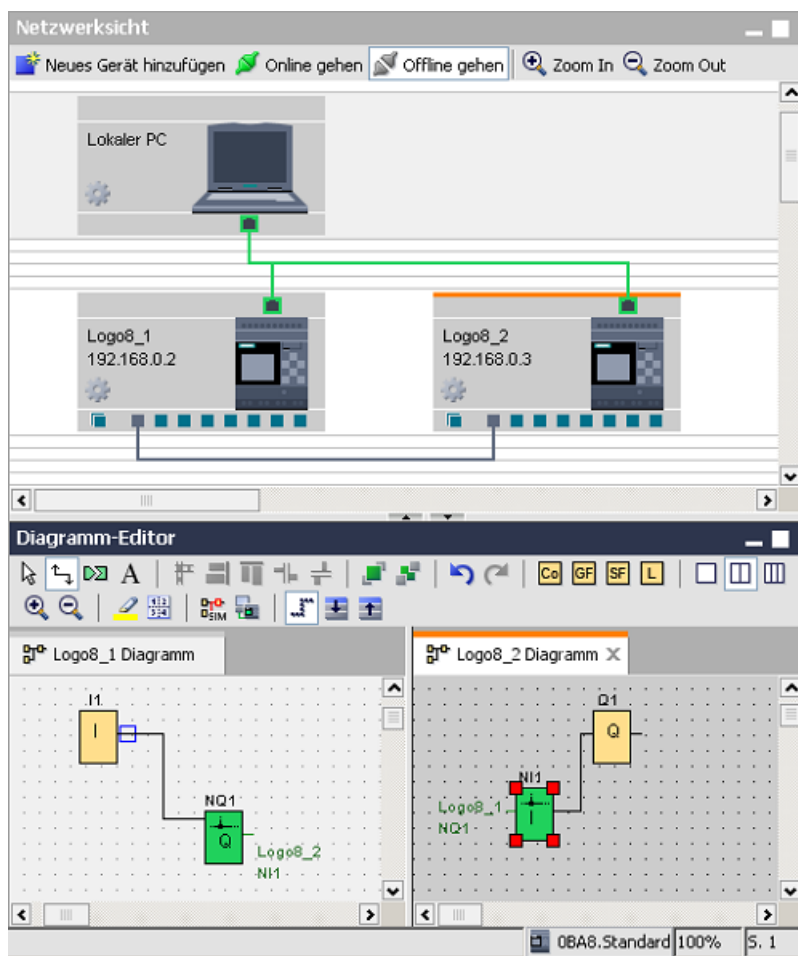 Netzwerksicht
Neues Gerät hinzufügen Online gehen Offline gehen Zoom In Zoom Out
Lokaler PC
Logo8_1
192.168.0.2
Logo8_2
192.168.0.3
Diagramm-Editor
A Co GF SF L
SIM
Logo8_1 Diagramm
Logo8_2 Diagramm
I1
I
NQ1
Q
Logo8_2
NI1
Q1
Q
NI1
I
Logo8_1
NQ1
0BA8.Standard 100% S. 1